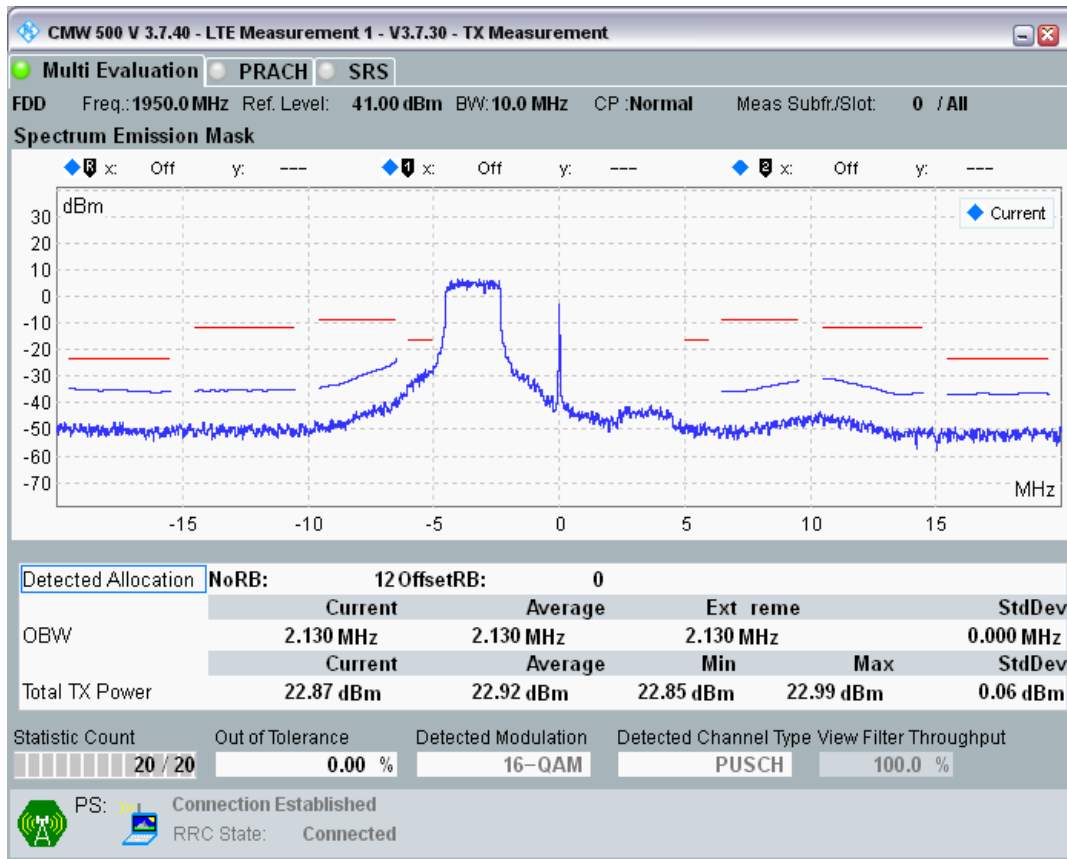 CMW 500 V 3.7.40 - LTE Measurement 1 - V3.7.30 - TX Measurement
Multi Evaluation PRACH SRS
FDD Freq.: 1950.0 MHz Ref. Level: 41.00 dBm BW: 10.0 MHz CP :Normal Meas Subfr./Slot: 0 / All
Spectrum Emission Mask
R x: Off y: --- 1 x: Off y: --- 2 x: Off y: ---
dBm
Current
30
20
10
0
-10
-20
-30
-40
-50
-60
-70
MHz
-15 -10 -5 0 5 10 15
Detected Allocation NoRB: 12 OffsetRB: 0
Current Average Ext reme StdDev
OBW 2.130 MHz 2.130 MHz 2.130 MHz 0.000 MHz
Current Average Min Max StdDev
Total TX Power 22.87 dBm 22.92 dBm 22.85 dBm 22.99 dBm 0.06 dBm
Statistic Count Out of Tolerance Detected Modulation Detected Channel Type View Filter Throughput
20 / 20 0.00 % 16-QAM PUSCH 100.0 %
PS: Connection Established
RRC State: Connected